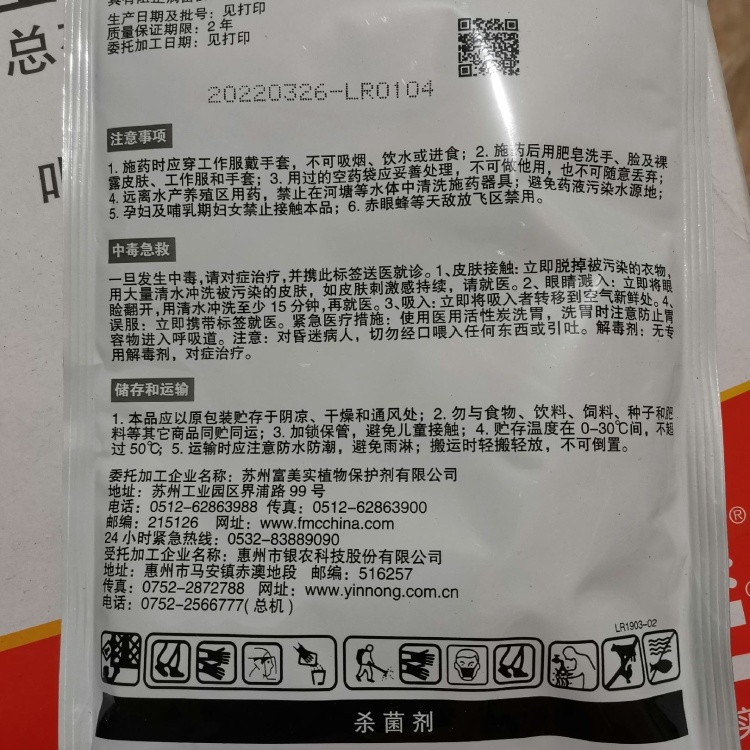 生产日期及批号：见打印
质量保证期限：2 年
委托加工日期：见打印
20220326-LR0104
注意事项
1. 施药时应穿工作服戴手套，不可吸烟、饮水或进食；2. 施药后用肥皂洗手、脸及裸
露皮肤、工作服和手套；3. 用过的空药袋应妥善处理，不可做他用，也不可随意丢弃；
4. 远离水产养殖区用药，禁止在河塘等水体中清洗施药器具；避免药液污染水源地；
5. 孕妇及哺乳期妇女禁止接触本品；6. 赤眼蜂等天敌放飞区禁用。
中毒急救
一旦发生中毒,请对症治疗,并携此标签送医就诊。1、皮肤接触：立即脱掉被污染的衣物，
用大量清水冲洗被污染的皮肤，如皮肤刺激感持续，请就医。2、眼睛溅入：立即将眼
睑翻开,用清水冲洗至少 15 分钟,再就医。3、吸入：立即将吸入者转移到空气新鲜处。4、
误服：立即携带标签就医。紧急医疗措施：使用医用活性炭洗胃，洗胃时注意防止胃
容物进入呼吸道。注意：对昏迷病人，切勿经口喂入任何东西或引吐。解毒剂：无专
用解毒剂，对症治疗。
储存和运输
1. 本品应以原包装贮存于阴凉、干燥和通风处；2. 勿与食物、饮料、饲料、种子和肥
料等其它商品同贮同运；3. 加锁保管，避免儿童接触；4. 贮存温度在 0-30℃间，不超
过 50℃；5. 运输时应注意防水防潮，避免雨淋；搬运时轻搬轻放，不可倒置。
委托加工企业名称：苏州富美实植物保护剂有限公司
地址：苏州工业园区界浦路 99 号
电话：0512-62863988 传真：0512-62863900
邮编：215126 网址：www.fmcchina.com
24 小时紧急热线：0532-83889090
受托加工企业名称：惠州市银农科技股份有限公司
地址：惠州市马安镇赤澳地段 邮编：516257
传真：0752-2872788 网址：www.yinnong.com.cn
电话：0752-2566777(总机)
LR1903-02
杀菌剂
总
®